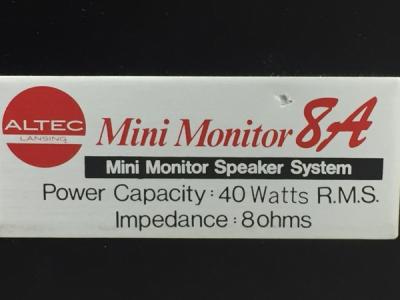 ALTEC
LANSING
Mini Monitor 8A
Mini Monitor Speaker System
Power Capacity : 40 Watts R.M.S.
Impedance : 8ohms